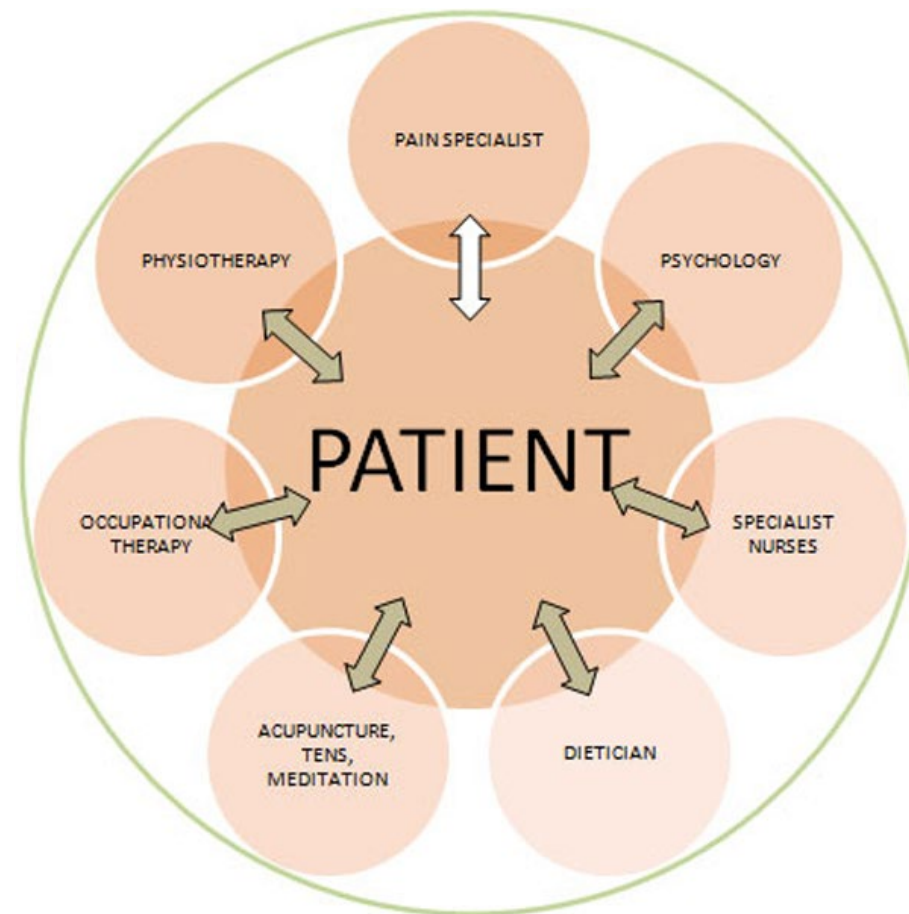 PAIN SPECIALIST
PHYSIOTHERAPY
PSYCHOLOGY
PATIENT
OCCUPATIONA
THERAPY
SPECIALIST
NURSES
ACUPUNCTURE,
TENS,
MEDITATION
DIETICIAN